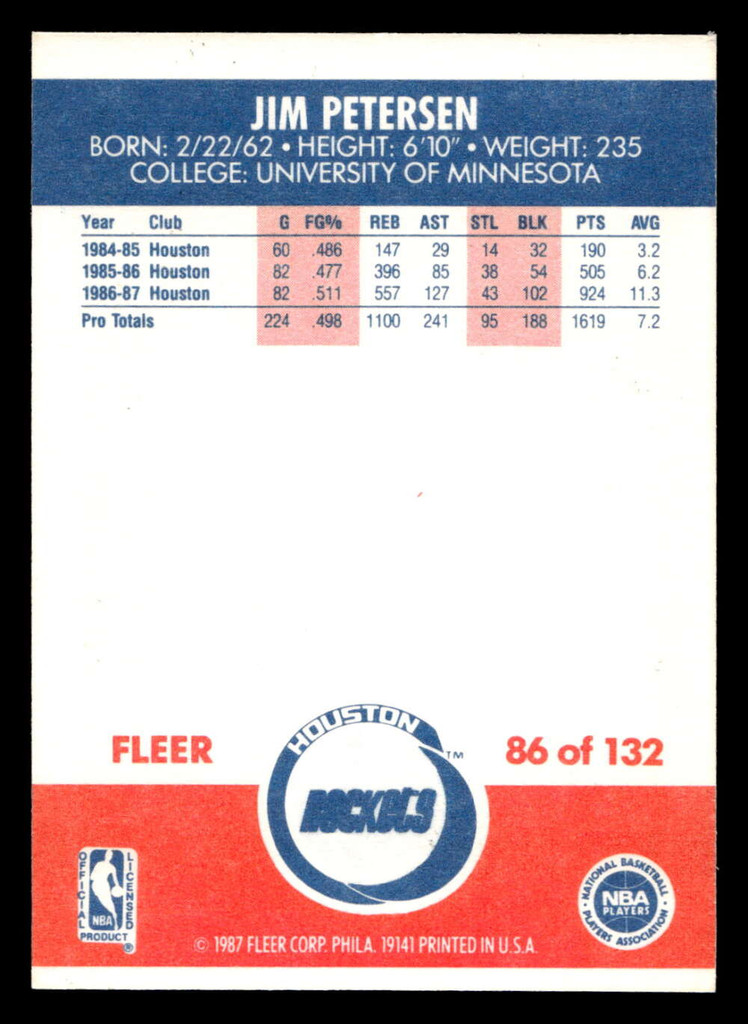 JIM PETERSEN
BORN: 2/22/62 • HEIGHT: 6'10" • WEIGHT: 235
COLLEGE: UNIVERSITY OF MINNESOTA
Year Club G FG% REB AST STL BLK PTS AVG
1984-85 Houston 60 .486 147 29 14 32 190 3.2
1985-86 Houston 82 .477 396 85 38 54 505 6.2
1986-87 Houston 82 .511 557 127 43 102 924 11.3
Pro Totals 224 .498 1100 241 95 188 1619 7.2
HOUSTON
ROCKETS
TM
FLEER
86 of 132
OFFICIAL
LICENSED
NBA
PRODUCT
®
NATIONAL BASKETBALL
NBA
PLAYERS
PLAYERS ASSOCIATION
© 1987 FLEER CORP. PHILA. 19141 PRINTED IN U.S.A.